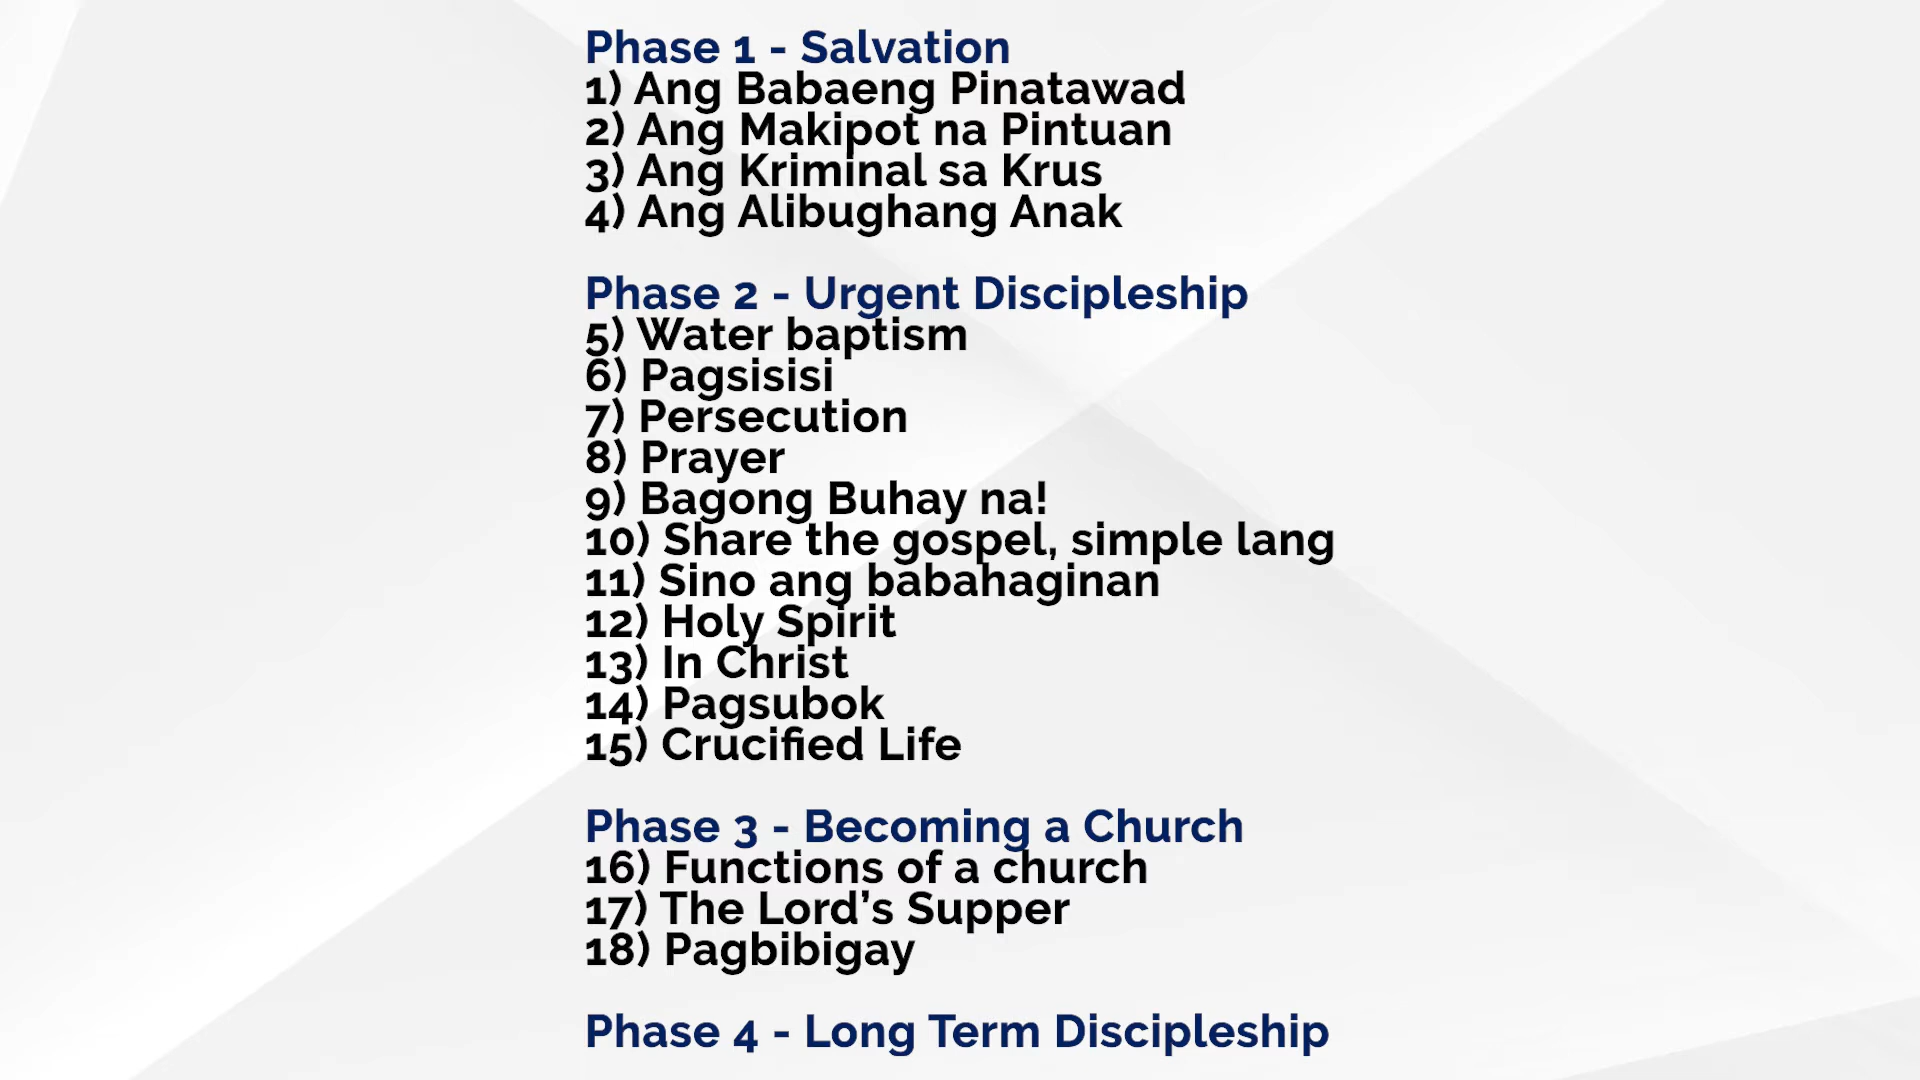 Phase 1 - Salvation
1) Ang Babaeng Pinatawad
2) Ang Makipot na Pintuan
3) Ang Kriminal sa Krus
4) Ang Alibughang Anak
Phase 2 - Urgent Discipleship
5) Water baptism
6) Pagsisisi
7) Persecution
8) Prayer
9) Bagong Buhay na!
10) Share the gospel, simple lang
11) Sino ang babahaginan
12) Holy Spirit
13) In Christ
14) Pagsubok
15) Crucified Life
Phase 3 - Becoming a Church
16) Functions of a church
17) The Lord’s Supper
18) Pagbibigay
Phase 4 - Long Term Discipleship